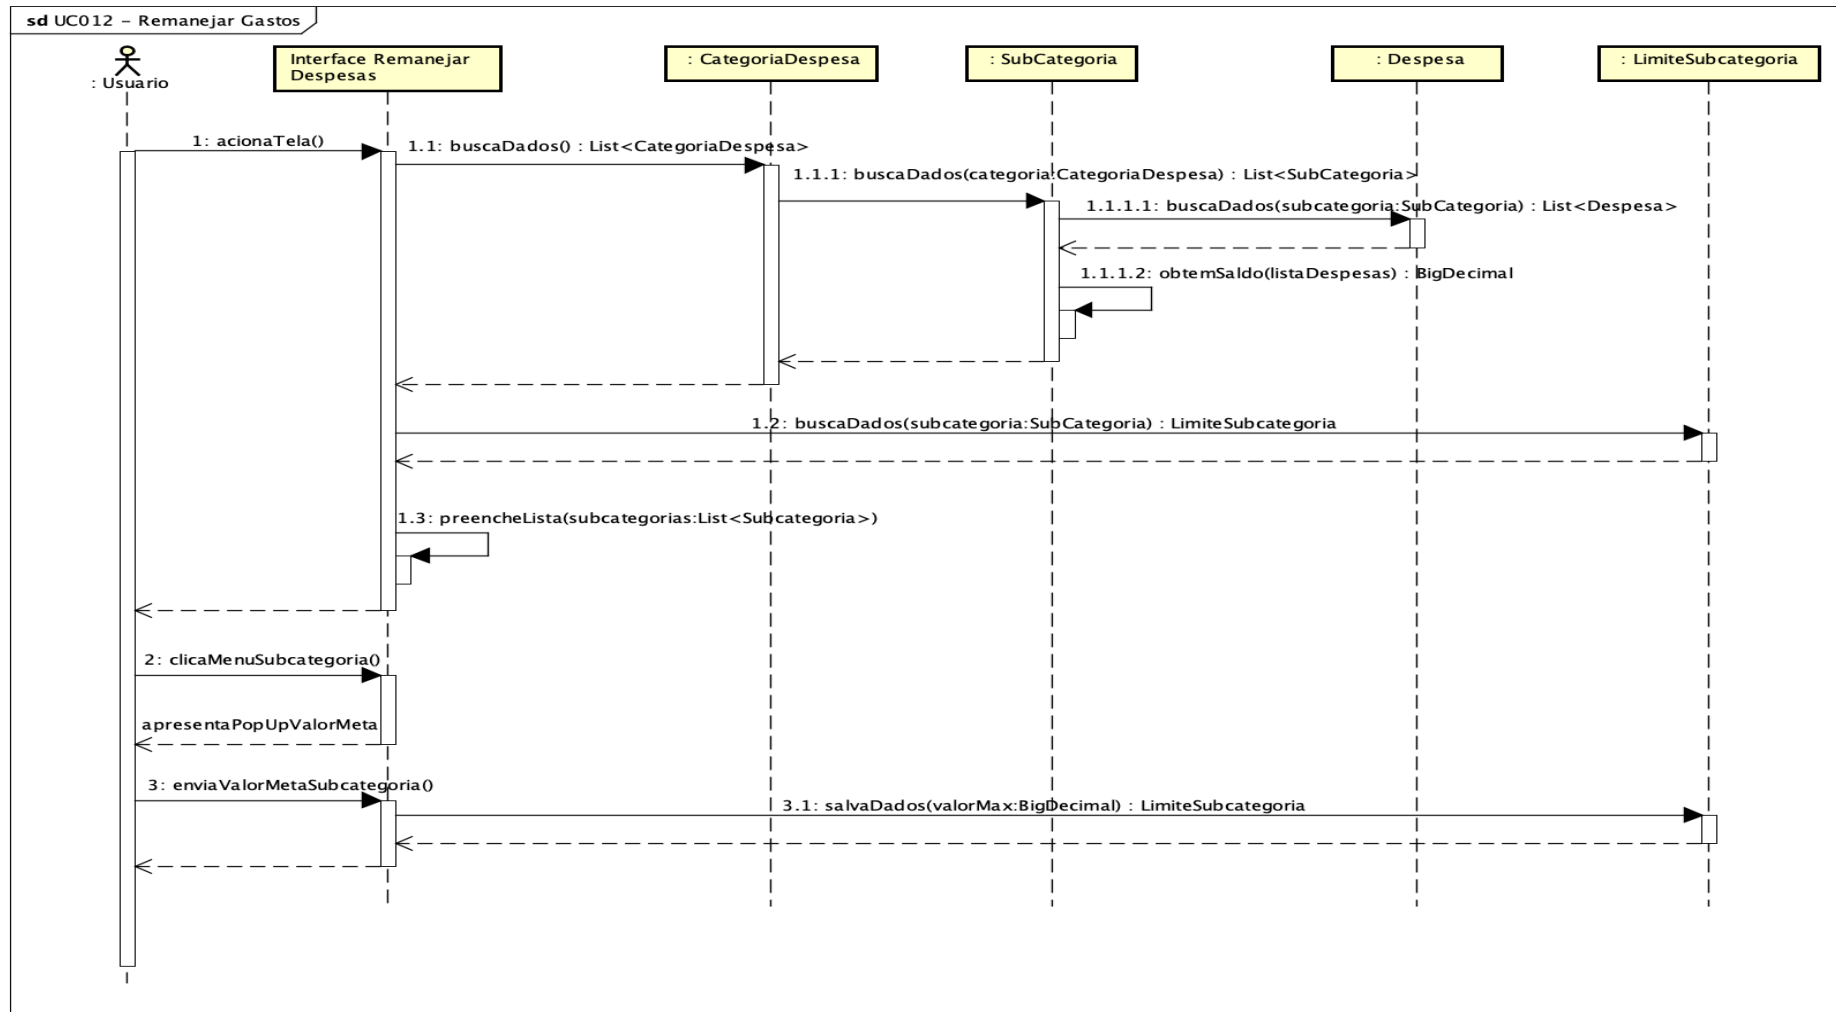 sd UC012 – Remanejar Gastos
: Usuario
Interface Remanejar
Despesas
: CategoriaDespesa
: SubCategoria
: Despesa
: LimiteSubcategoria
1: acionaTela()
1.1: buscaDados() : List<CategoriaDespesa>
1.1.1: buscaDados(categoria:CategoriaDespesa) : List<SubCategoria>
1.1.1.1: buscaDados(subcategoria:SubCategoria) : List<Despesa>
1.1.1.2: obtemSaldo(listaDespesas) : BigDecimal
1.2: buscaDados(subcategoria:SubCategoria) : LimiteSubcategoria
1.3: preencheLista(subcategorias:List<Subcategoria>)
2: clicaMenuSubcategoria()
apresentaPopUpValorMeta
3: enviaValorMetaSubcategoria()
3.1: salvaDados(valorMax:BigDecimal) : LimiteSubcategoria